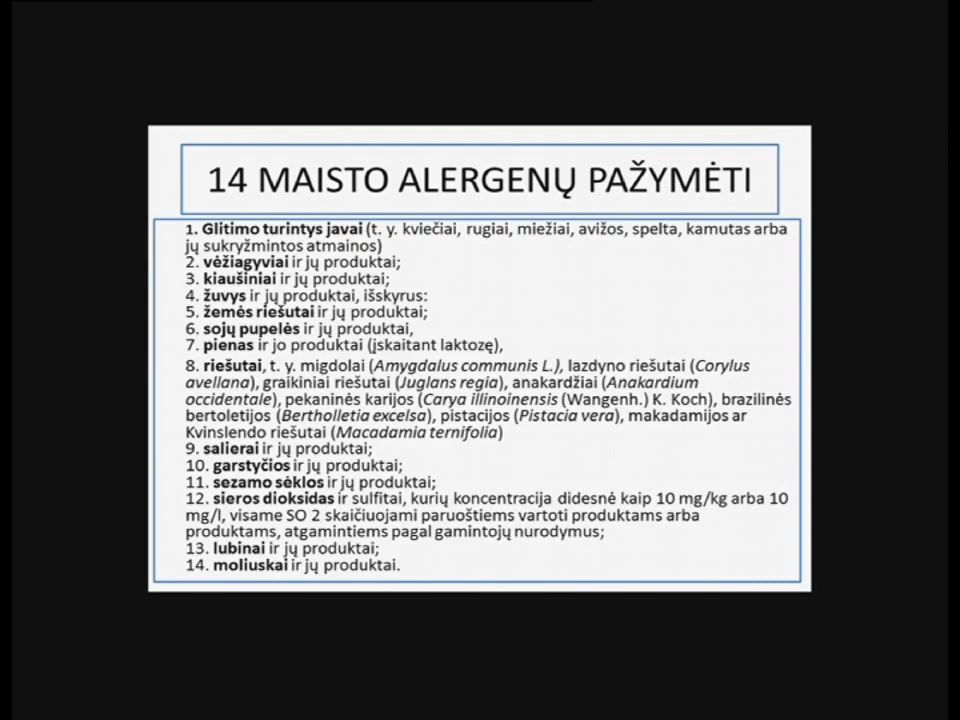 14 MAISTO ALERGENŲ PAŽYMĖTI
1. Glitimo turintys javai (t. y. kviečiai, rugiai, miežiai, avižos, spelta, kamutas arba
jų sukryžmintos atmainos)
2. vėžiagyviai ir jų produktai;
3. kiaušiniai ir jų produktai;
4. žuvys ir jų produktai, išskyrus:
5. žemės riešutai ir jų produktai;
6. sojų pupelės ir jų produktai,
7. pienas ir jo produktai (įskaitant laktozę),
8. riešutai, t. y. migdolai (Amygdalus communis L.), lazdyno riešutai (Corylus
avellana), graikiniai riešutai (Juglans regia), anakardžiai (Anakardium
occidentale), pekaninės karijos (Carya illinoinensis (Wangenh.) K. Koch), brazilinės
bertoletijos (Bertholletia excelsa), pistacijos (Pistacia vera), makadamijos ar
Kvinslendo riešutai (Macadamia ternifolia)
9. salierai ir jų produktai;
10. garstyčios ir jų produktai;
11. sezamo sėklos ir jų produktai;
12. sieros dioksidas ir sulfitai, kurių koncentracija didesnė kaip 10 mg/kg arba 10
mg/l, visame SO 2 skaičiuojami paruoštiems vartoti produktams arba
produktams, atgamintiems pagal gamintojų nurodymus;
13. lubinai ir jų produktai;
14. moliuskai ir jų produktai.